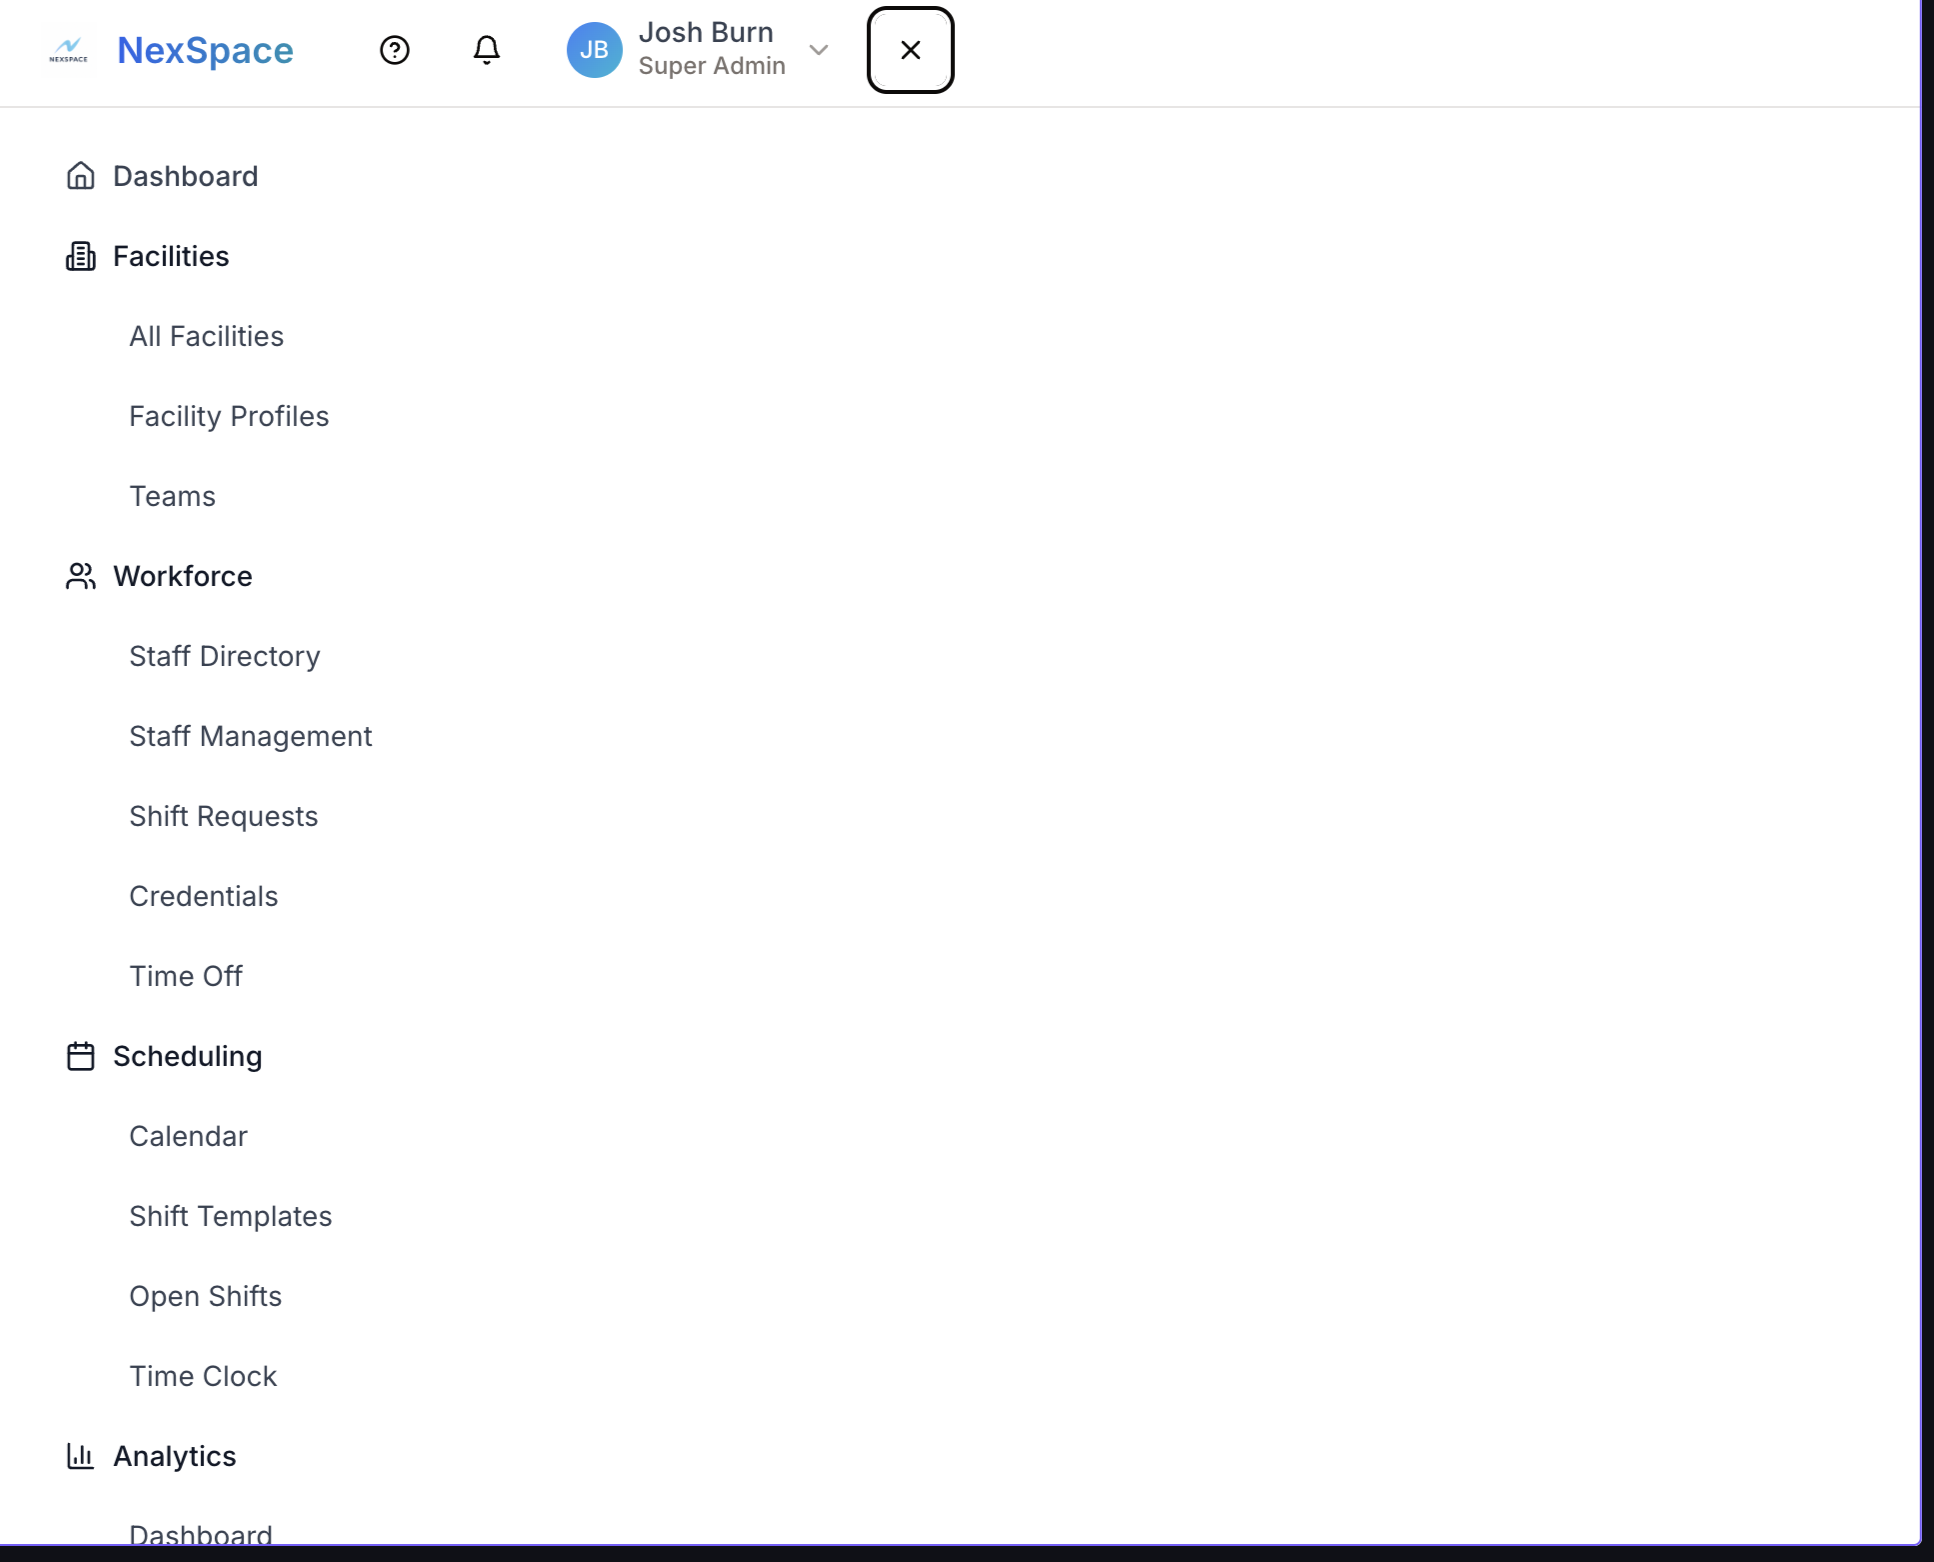 NEXSPACE
NexSpace
JB
Josh Burn
Super Admin
Dashboard
Facilities
All Facilities
Facility Profiles
Teams
Workforce
Staff Directory
Staff Management
Shift Requests
Credentials
Time Off
Scheduling
Calendar
Shift Templates
Open Shifts
Time Clock
Analytics
Dashboard